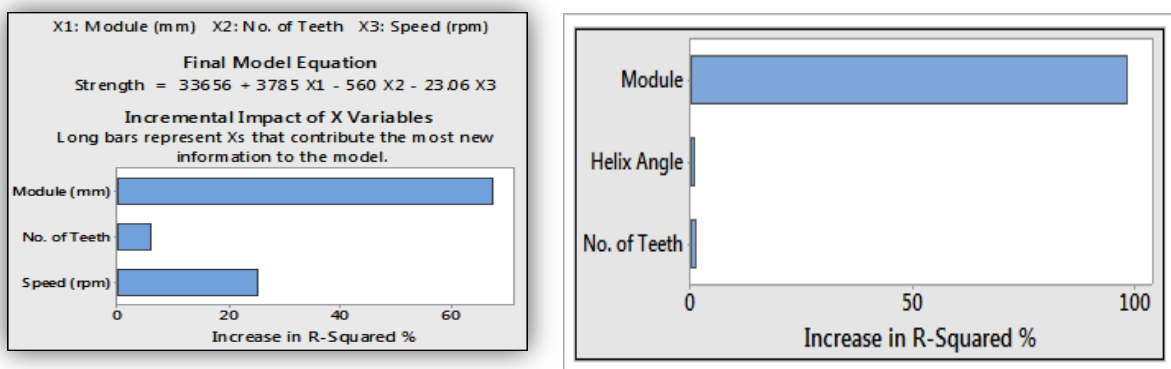 X1: Module (mm) X2: No. of Teeth X3: Speed (rpm)
Final Model Equation
Strength = 33656 + 3785 X1 - 560 X2 - 23.06 X3
Incremental Impact of X Variables
Long bars represent Xs that contribute the most new
information to the model.
Module (mm)
No. of Teeth
Speed (rpm)
0 20 40 60
Increase in R-Squared %
Module
Helix Angle
No. of Teeth
0 50 100
Increase in R-Squared %